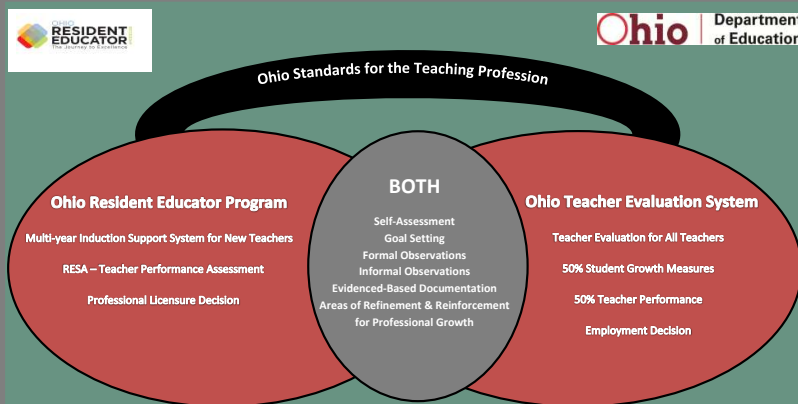 OHIO
RESIDENT
EDUCATOR
The Journey to Excellence
Ohio
Department
of Education
Ohio Standards for the Teaching Profession
Ohio Resident Educator Program
Multi-year Induction Support System for New Teachers
RESA – Teacher Performance Assessment
Professional Licensure Decision
BOTH
Self-Assessment
Goal Setting
Formal Observations
Informal Observations
Evidenced-Based Documentation
Areas of Refinement & Reinforcement
for Professional Growth
Ohio Teacher Evaluation System
Teacher Evaluation for All Teachers
50% Student Growth Measures
50% Teacher Performance
Employment Decision